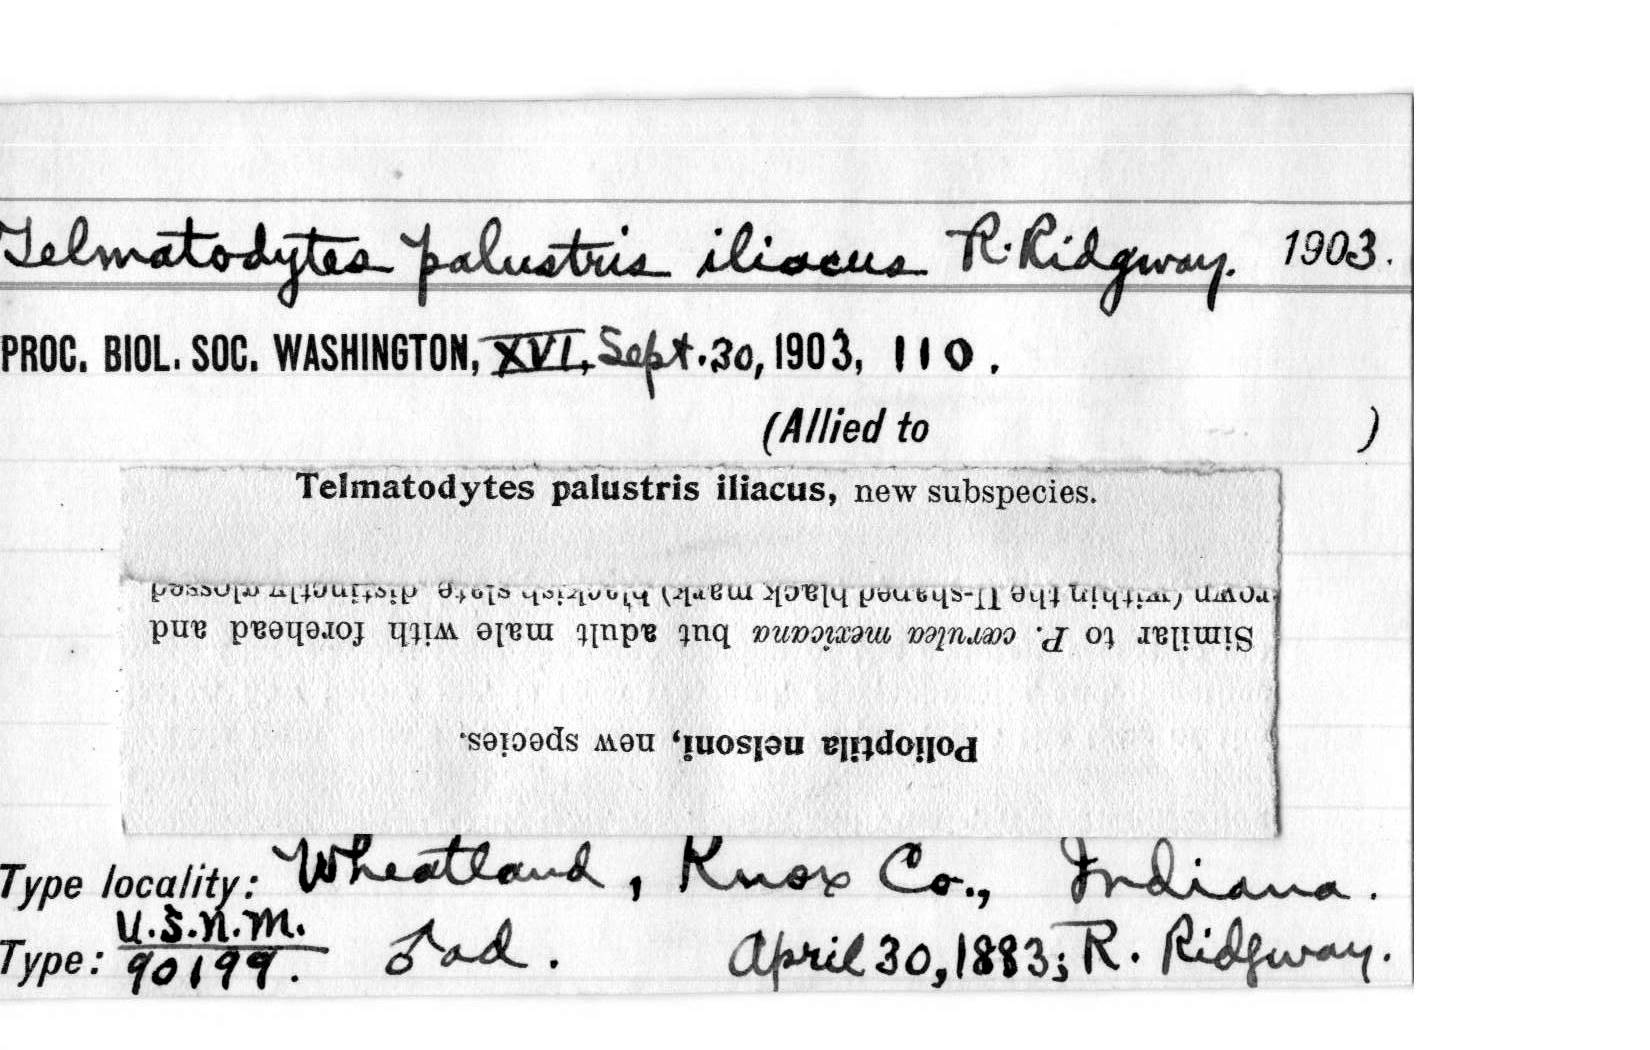 Telmatodytes palustris iliacus R. Ridgway. 1903.
PROC. BIOL. SOC. WASHINGTON, XVI, Sept. 30, 1903, 110.
(Allied to )
Telmatodytes palustris iliacus, new subspecies.
Polioptila nelsoni, new species.
Similar to P. cærulea mexicana but adult male with forehead and
crown (within the U-shaped black mark) blackish slate, distinctly glossed
Type locality: Wheatland, Knox Co., Indiana.
U.S.N.M.
Type: 90199. ♂ ad. April 30, 1883; R. Ridgway.